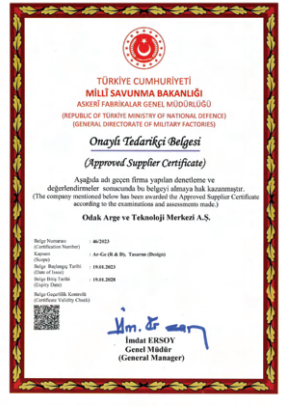 TÜRKİYE CUMHURİYETİ
MİLLÎ SAVUNMA BAKANLIĞI
ASKERÎ FABRİKALAR GENEL MÜDÜRLÜĞÜ
(REPUBLIC OF TÜRKİYE MINISTRY OF NATIONAL DEFENCE)
(GENERAL DIRECTORATE OF MILITARY FACTORIES)
Onaylı Tedarikçi Belgesi
(Approved Supplier Certificate)
Aşağıda adı geçen firma yapılan denetleme ve
değerlendirmeler sonucunda bu belgeyi almaya hak kazanmıştır.
(The company mentioned below has been awarded the Approved Supplier Certificate
according to the examinations and assessments made.)
Odak Arge ve Teknoloji Merkezi A.Ş.
Belge Numarası : 46/2023
(Certification Number)
Kapsam : Ar-Ge (R & D), Tasarım (Design)
(Scope)
Belge Başlangıç Tarihi : 19.01.2023
(Date of Issue)
Belge Bitiş Tarihi : 19.01.2028
(Expiry Date)
Belge Geçerlilik Kontrolü
(Certificate Validity Check)
İmdat ERSOY
Genel Müdür
(General Manager)